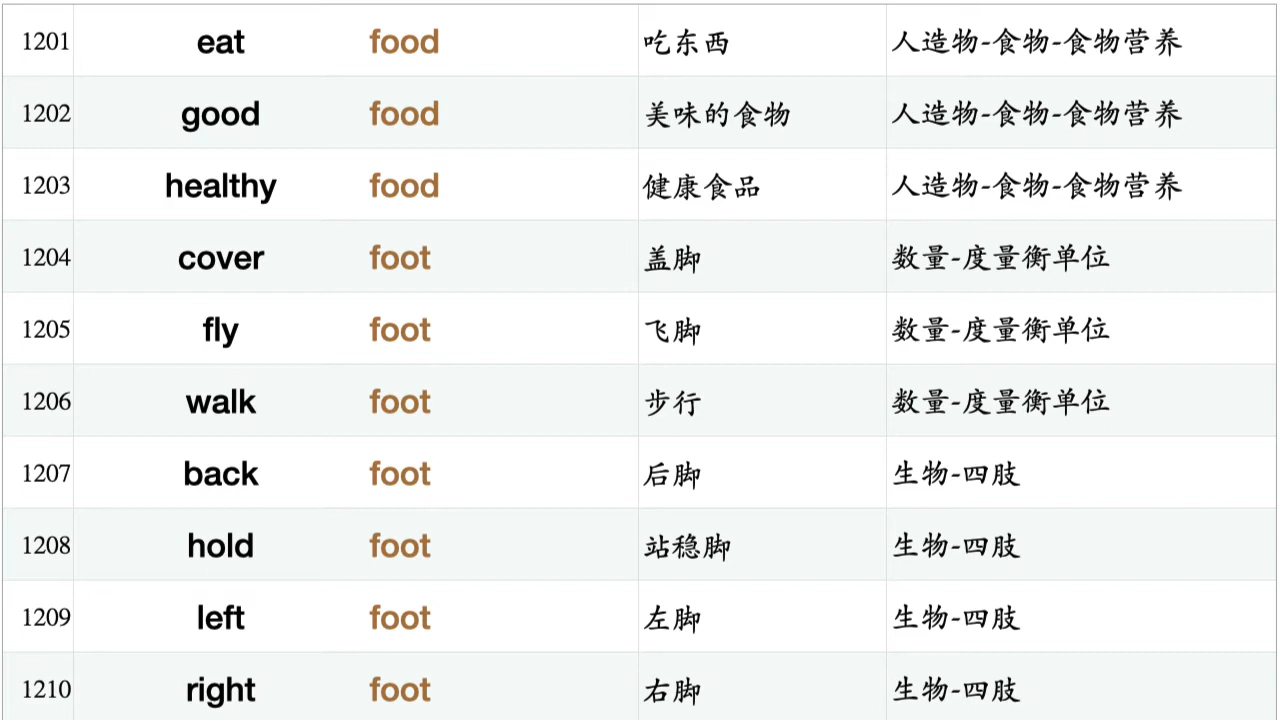 1201 eat food 吃东西 人造物-食物-食物营养
1202 good food 美味的食物 人造物-食物-食物营养
1203 healthy food 健康食品 人造物-食物-食物营养
1204 cover foot 盖脚 数量-度量衡单位
1205 fly foot 飞脚 数量-度量衡单位
1206 walk foot 步行 数量-度量衡单位
1207 back foot 后脚 生物-四肢
1208 hold foot 站稳脚 生物-四肢
1209 left foot 左脚 生物-四肢
1210 right foot 右脚 生物-四肢